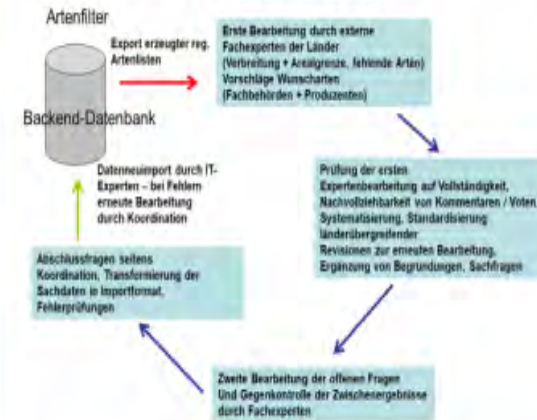 Artenfilter
Export erzeugter reg.
Artenlisten
Erste Bearbeitung durch externe
Fachexperten der Länder
(Verbreitung + Arealgrenze, fehlende Arten)
Vorschläge Wunscharten
(Fachbehörden + Produzenten)
Backend-Datenbank
Datenneuimport durch IT-
Experten – bei Fehlern
erneute Bearbeitung
durch Koordination
Prüfung der ersten
Expertenbearbeitung auf Vollständigkeit,
Nachvollziehbarkeit von Kommentaren / Voten,
Systematisierung, Standardisierung
länderübergreifender
Revisionen zur erneuten Bearbeitung,
Ergänzung von Begründungen, Sachfragen
Abschlussfragen seitens
Koordination, Transformierung der
Sachdaten in Importformat,
Fehlerprüfungen
Zweite Bearbeitung der offenen Fragen
Und Gegenkontrolle der Zwischenergebnisse
durch Fachexperten